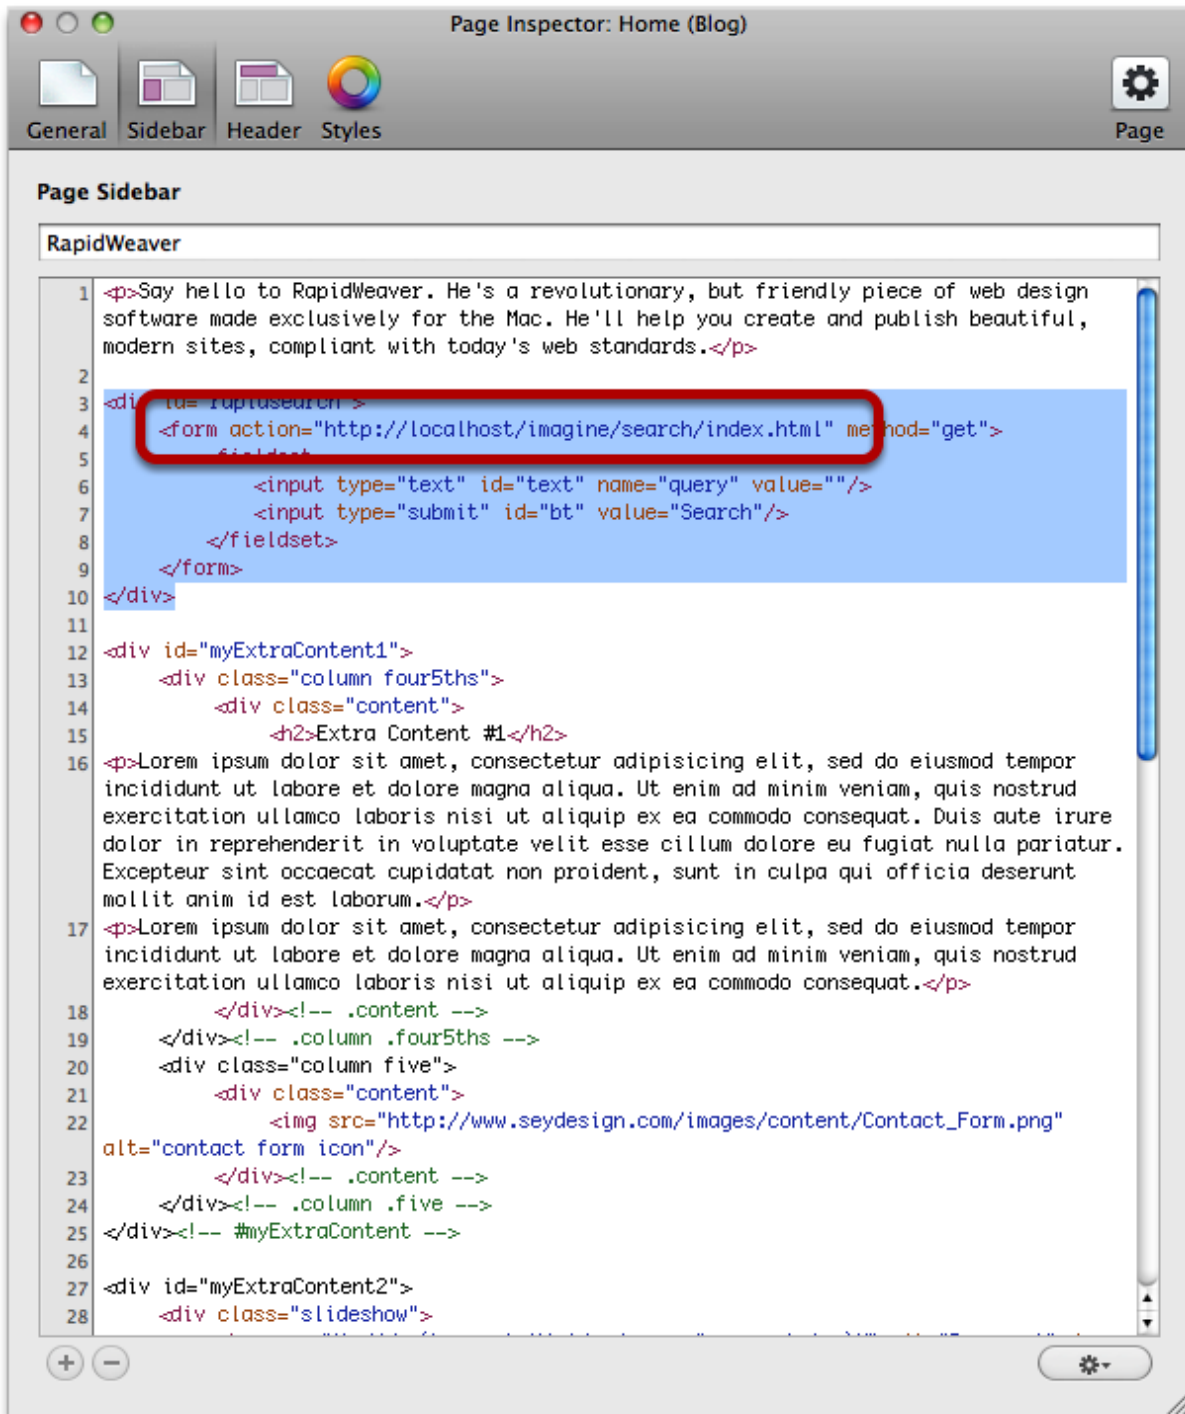 Page Inspector: Home (Blog)
General Sidebar Header Styles Page
Page Sidebar
RapidWeaver
1 <p>Say hello to RapidWeaver. He's a revolutionary, but friendly piece of web design
software made exclusively for the Mac. He'll help you create and publish beautiful,
modern sites, compliant with today's web standards.</p>
2
3 <di id="rapidsearch">
4 <form action="http://localhost/imagine/search/index.html" method="get">
5 fieldset
6 <input type="text" id="text" name="query" value=""/>
7 <input type="submit" id="bt" value="Search"/>
8 </fieldset>
9 </form>
10 </div>
11
12 <div id="myExtraContent1">
13 <div class="column four5ths">
14 <div class="content">
15 <h2>Extra Content #1</h2>
16 <p>Lorem ipsum dolor sit amet, consectetur adipisicing elit, sed do eiusmod tempor
incididunt ut labore et dolore magna aliqua. Ut enim ad minim veniam, quis nostrud
exercitation ullamco laboris nisi ut aliquip ex ea commodo consequat. Duis aute irure
dolor in reprehenderit in voluptate velit esse cillum dolore eu fugiat nulla pariatur.
Excepteur sint occaecat cupidatat non proident, sunt in culpa qui officia deserunt
mollit anim id est laborum.</p>
17 <p>Lorem ipsum dolor sit amet, consectetur adipisicing elit, sed do eiusmod tempor
incididunt ut labore et dolore magna aliqua. Ut enim ad minim veniam, quis nostrud
exercitation ullamco laboris nisi ut aliquip ex ea commodo consequat.</p>
18 </div><!-- .content -->
19 </div><!-- .column .four5ths -->
20 <div class="column five">
21 <div class="content">
22 <img src="http://www.seydesign.com/images/content/Contact_Form.png"
alt="contact form icon"/>
23 </div><!-- .content -->
24 </div><!-- .column .five -->
25 </div><!-- #myExtraContent -->
26
27 <div id="myExtraContent2">
28 <div class="slideshow">